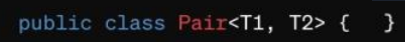 public class Pair<T1, T2> {   }